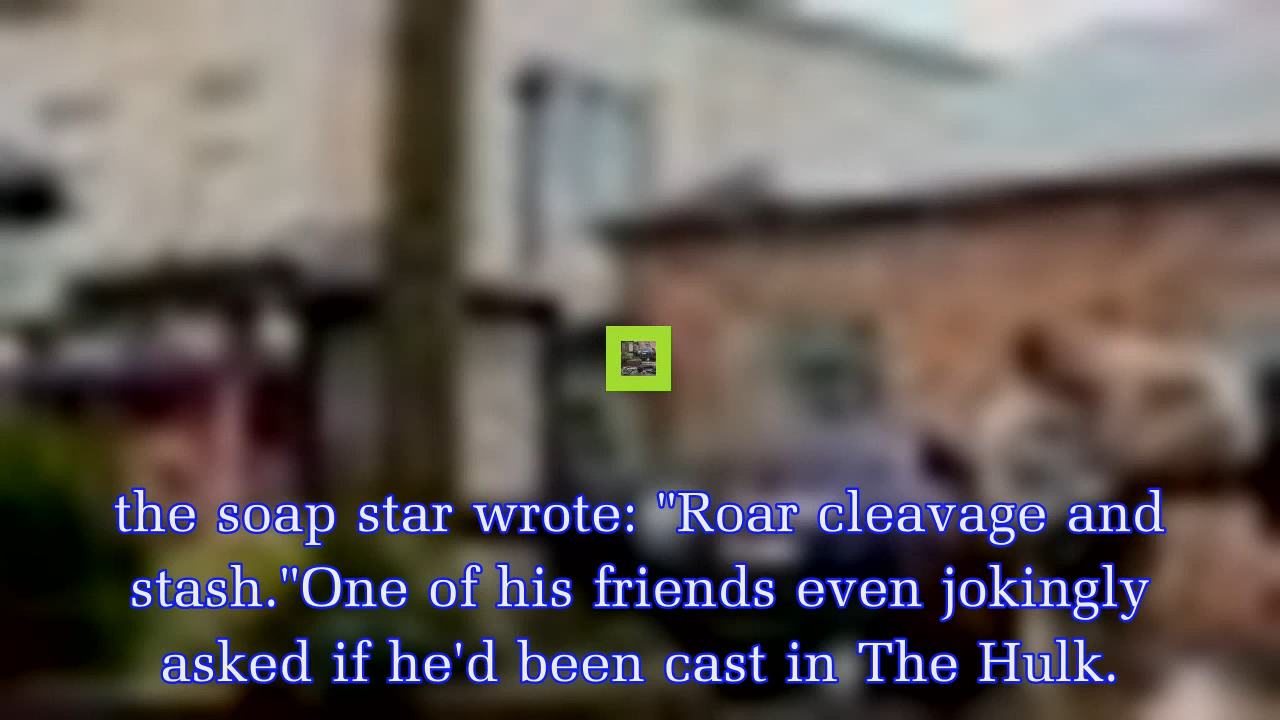 the soap star wrote: "Roar cleavage and
stash."One of his friends even jokingly
asked if he'd been cast in The Hulk.